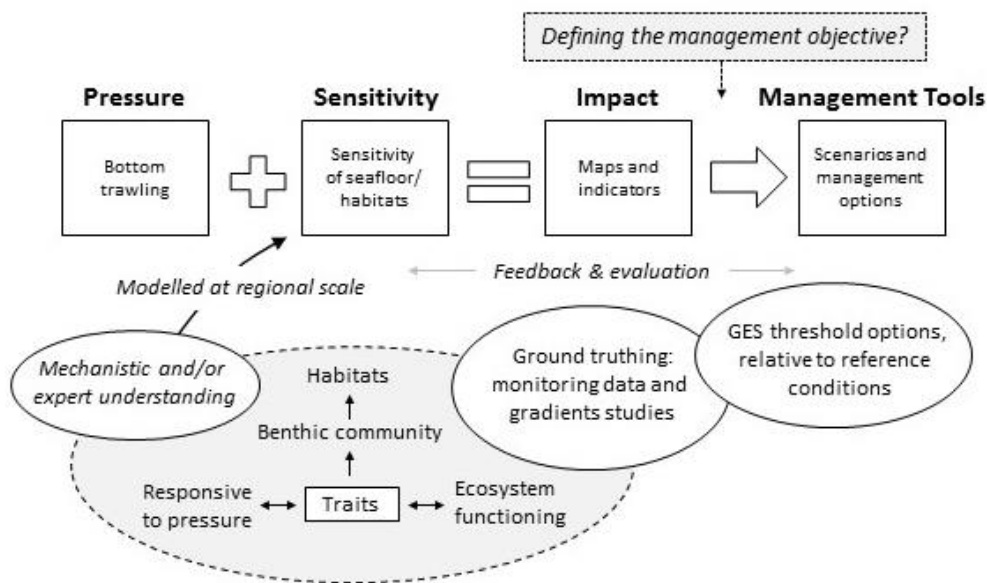 Defining the management objective?
Pressure
Sensitivity
Impact
Management Tools
Bottom
trawling
Sensitivity
of seafloor/
habitats
Maps and
indicators
Scenarios and
management
options
Feedback & evaluation
Modelled at regional scale
Mechanistic and/or
expert understanding
Habitats
Benthic community
Responsive
to pressure
Traits
Ecosystem
functioning
Ground truthing:
monitoring data and
gradients studies
GES threshold options,
relative to reference
conditions